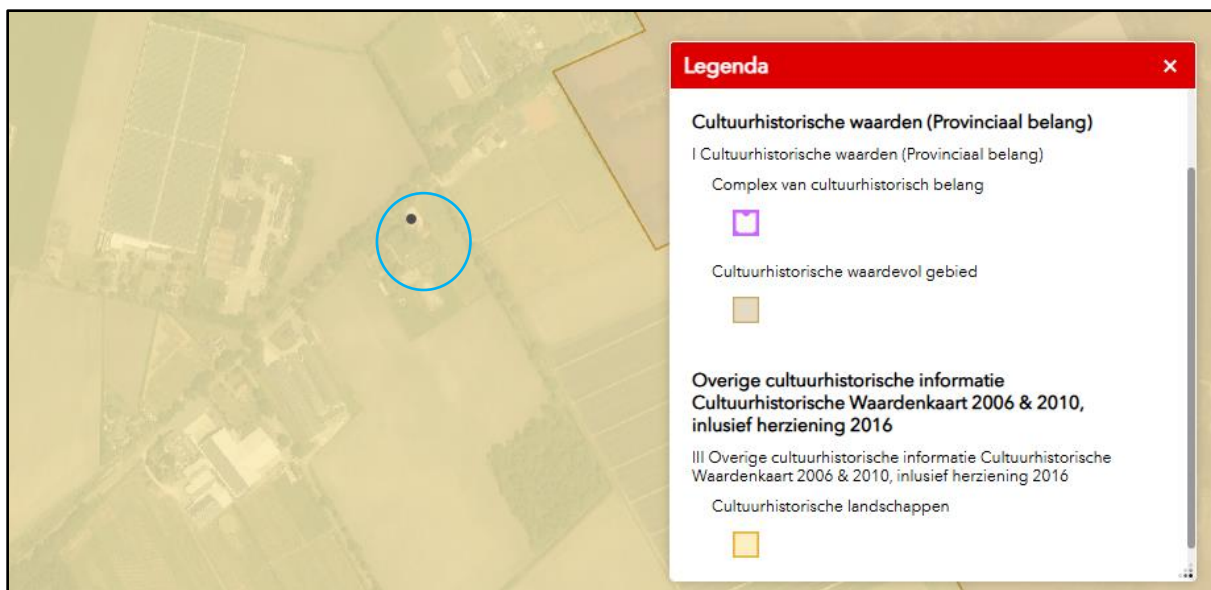 Legenda
×
Cultuurhistorische waarden (Provinciaal belang)
I Cultuurhistorische waarden (Provinciaal belang)
Complex van cultuurhistorisch belang
Cultuurhistorische waardevol gebied
Overige cultuurhistorische informatie
Cultuurhistorische Waardenkaart 2006 & 2010,
inlusief herziening 2016
III Overige cultuurhistorische informatie Cultuurhistorische
Waardenkaart 2006 & 2010, inlusief herziening 2016
Cultuurhistorische landschappen